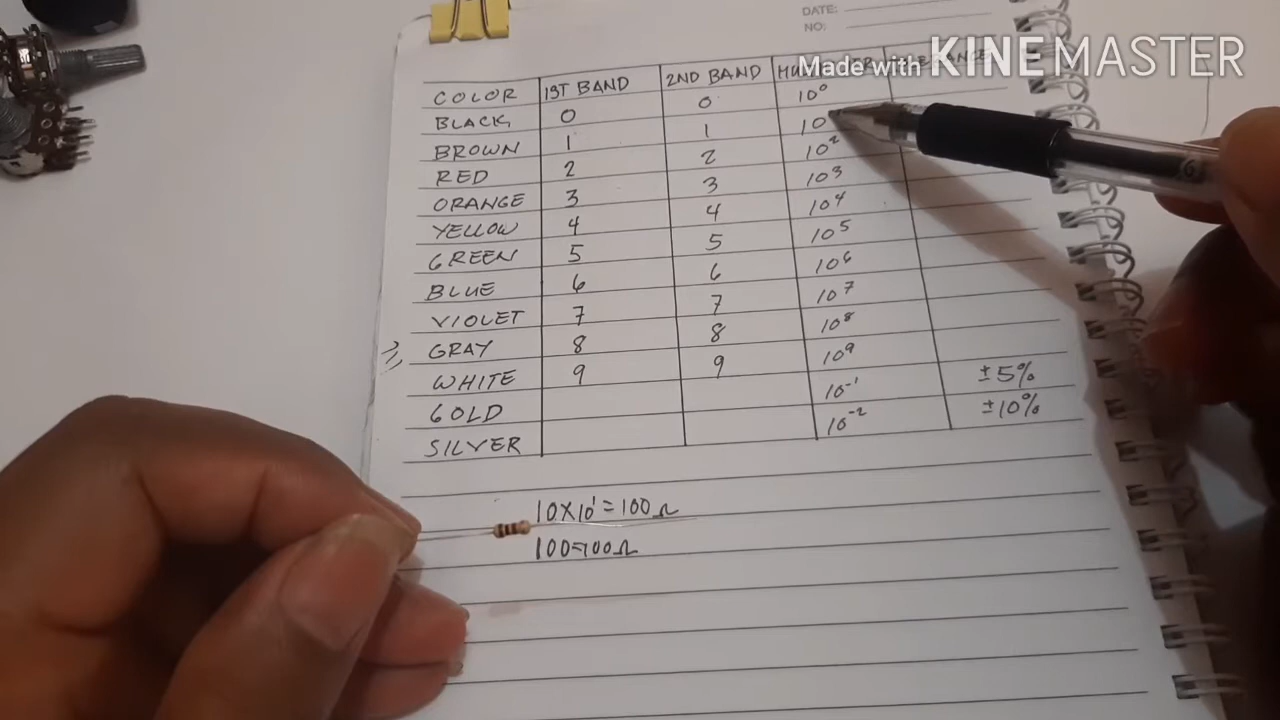 DATE:
NO:
Made with KINEMASTER
COLOR 1ST BAND 2ND BAND
BLACK 0 0 10⁰
BROWN 1 1 10
RED 2 2 10²
ORANGE 3 3 10³
YELLOW 4 4 10⁴
GREEN 5 5 10⁵
BLUE 6 6 10⁶
VIOLET 7 7 10⁷
GRAY 8 8 10⁸
WHITE 9 9 10⁹
GOLD 10⁻¹ ±5%
SILVER 10⁻² ±10%
10X10¹=100Ω
100=100Ω